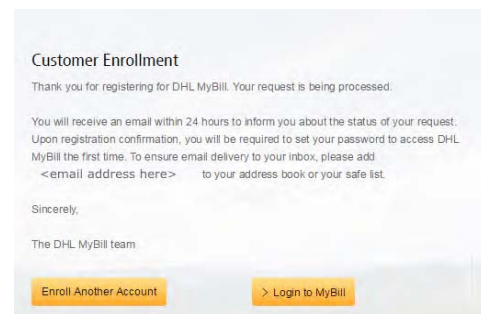 Customer Enrollment
Thank you for registering for DHL MyBill. Your request is being processed.
You will receive an email within 24 hours to inform you about the status of your request.
Upon registration confirmation, you will be required to set your password to access DHL
MyBill the first time. To ensure email delivery to your inbox, please add
<email address here> to your address book or your safe list.
Sincerely,
The DHL MyBill team
Enroll Another Account > Login to MyBill